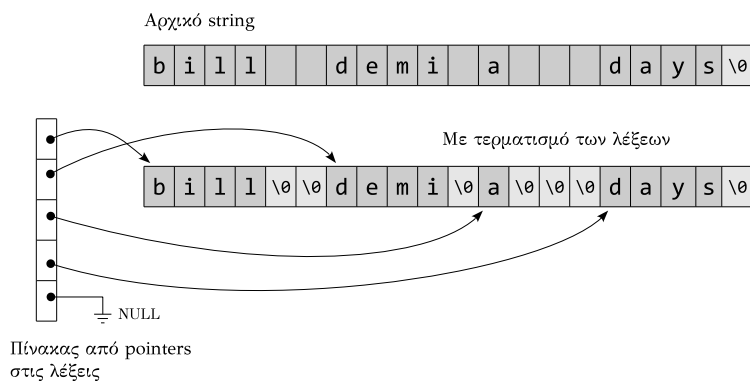 Αρχικό string
b i l l d e m i a d a y s \0
Με τερματισμό των λέξεων
b i l l \0 \0 d e m i \0 a \0 \0 \0 d a y s \0
NULL
Πίνακας από pointers
στις λέξεις